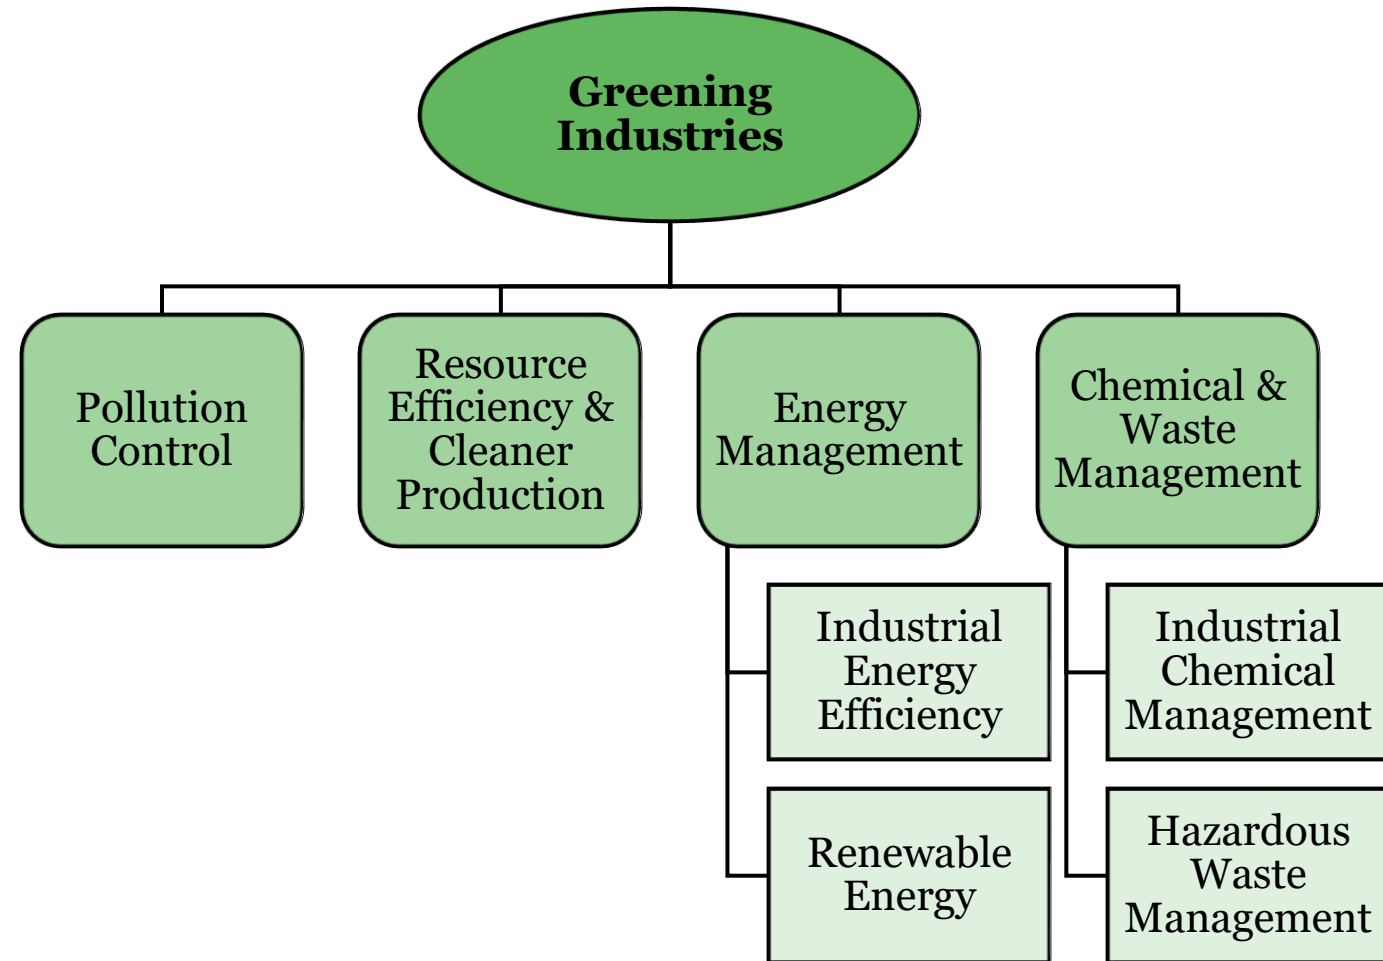 Greening
Industries
Pollution
Control
Resource
Efficiency &
Cleaner
Production
Energy
Management
Chemical &
Waste
Management
Industrial
Energy
Efficiency
Renewable
Energy
Industrial
Chemical
Management
Hazardous
Waste
Management